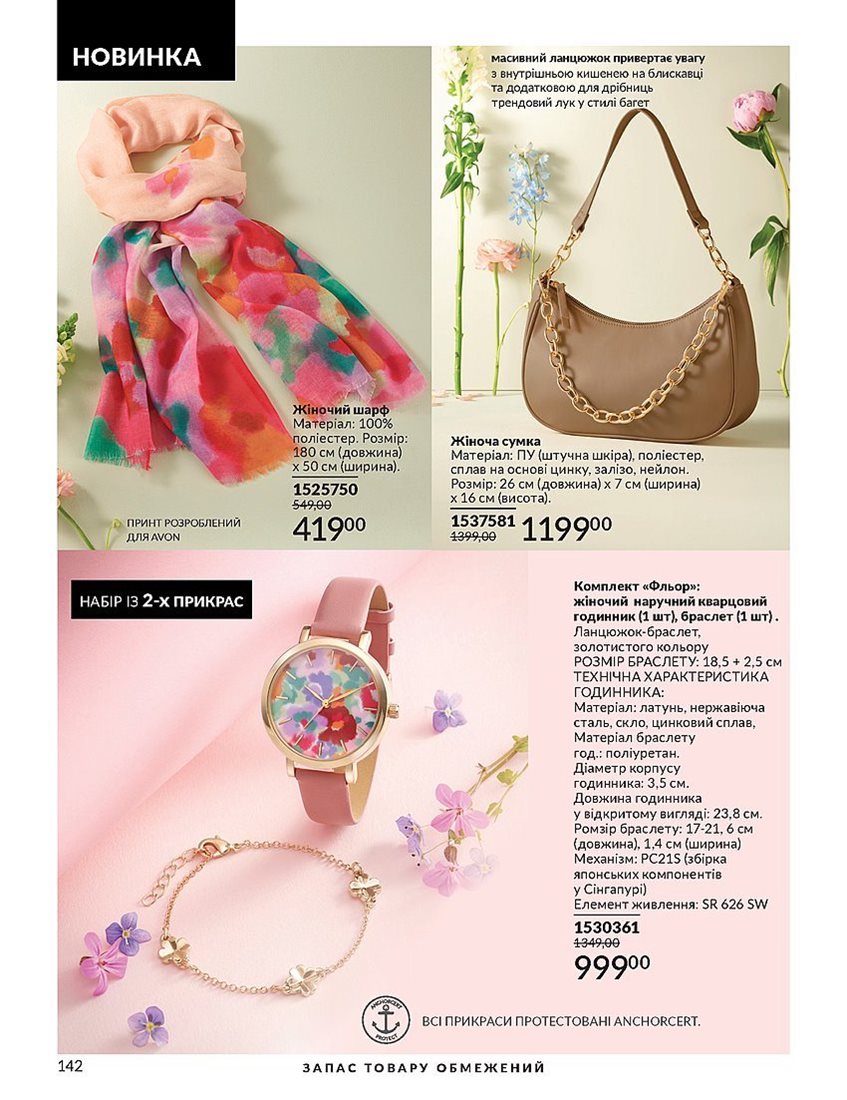 НОВИНКА
масивний ланцюжок привертає увагу
з внутрішньою кишенею на блискавці
та додатковою для дрібниць
трендовий лук у стилі багет
Жіночий шарф
Матеріал: 100%
поліестер. Розмір:
180 см (довжина)
х 50 см (ширина).
1525750
549,00
41900
ПРИНТ РОЗРОБЛЕНИЙ
ДЛЯ AVON
Жіноча сумка
Матеріал: ПУ (штучна шкіра), поліестер,
сплав на основі цинку, залізо, нейлон.
Розмір: 26 см (довжина) х 7 см (ширина)
х 16 см (висота).
1537581
1399,00
119900
НАБІР ІЗ 2-х ПРИКРАС
Комплект «Фльор»:
жіночий наручний кварцовий
годинник (1 шт), браслет (1 шт) .
Ланцюжок-браслет,
золотистого кольору
РОЗМІР БРАСЛЕТУ: 18,5 + 2,5 см
ТЕХНІЧНА ХАРАКТЕРИСТИКА
ГОДИННИКА:
Матеріал: латунь, нержавіюча
сталь, скло, цинковий сплав,
Матеріал браслету
год.: поліуретан.
Діаметр корпусу
годинника: 3,5 см.
Довжина годинника
у відкритому вигляді: 23,8 см.
Ромзір браслету: 17-21, 6 см
(довжина), 1,4 см (ширина)
Механізм: PC21S (збірка
японських компонентів
у Сінгапурі)
Елемент живлення: SR 626 SW
1530361
1349,00
99900
ANCHORCERT
PROTECT
ВСІ ПРИКРАСИ ПРОТЕСТОВАНІ ANCHORCERT.
142
ЗАПАС ТОВАРУ ОБМЕЖЕНИЙ